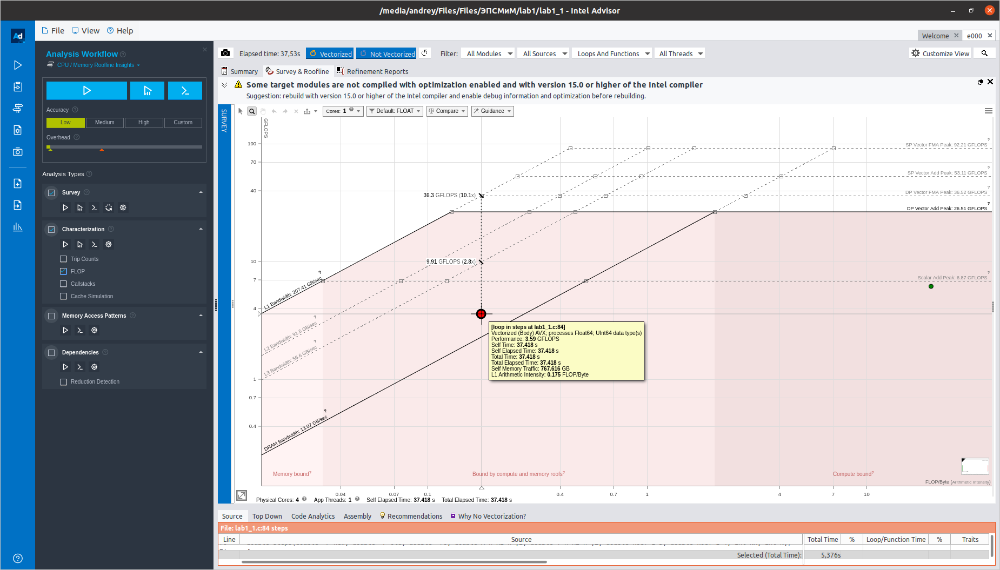 /media/andrey/Files/Files/ЭПСМиМ/lab1/lab1_1 - Intel Advisor
Ad
File View Help
Welcome e000
Analysis Workflow
CPU / Memory Roofline Insights
Accuracy
Low Medium High Custom
Overhead
Analysis Types
Survey
Characterization
Trip Counts
FLOP
Callstacks
Cache Simulation
Memory Access Patterns
Dependencies
Reduction Detection
Elapsed time: 37,53s Vectorized Not Vectorized Filter: All Modules All Sources Loops And Functions All Threads Customize View
Summary Survey & Roofline Refinement Reports
Some target modules are not compiled with optimization enabled and with version 15.0 or higher of the Intel compiler
Suggestion: rebuild with version 15.0 or higher of the Intel compiler and enable debug information and optimization before rebuilding.
SURVEY
Cores: 1 Default: FLOAT Compare Guidance
GFLOPS
100
70
40
10
7
4
1
0.7
0.4
SP Vector FMA Peak: 92.21 GFLOPS
SP Vector Add Peak: 53.11 GFLOPS
DP Vector FMA Peak: 36.52 GFLOPS
DP Vector Add Peak: 26.51 GFLOPS
Scalar Add Peak: 6.87 GFLOPS
36.3 GFLOPS (10.1x)
9.91 GFLOPS (2.8x)
L1 Bandwidth: 207.41 GB/sec
L2 Bandwidth: 91.6 GB/sec
L3 Bandwidth: 56.6 GB/sec
DRAM Bandwidth: 13.07 GB/sec
[loop in steps at lab1_1.c:84]
Vectorized (Body) AVX; processes Float64; UInt64 data type(s)
Performance: 3.59 GFLOPS
Self Time: 37.418 s
Self Elapsed Time: 37.418 s
Total Time: 37.418 s
Total Elapsed Time: 37.418 s
Self Memory Traffic: 767.616 GB
L1 Arithmetic Intensity: 0.175 FLOP/Byte
Memory bound? Bound by compute and memory roofs? Compute bound?
FLOP/Byte (Arithmetic Intensity)
0.04 0.07 0.1 0.4 0.7 1 4 7 10
Physical Cores: 4 App Threads: 1 Self Elapsed Time: 37.418 s Total Elapsed Time: 37.418 s
Source Top Down Code Analytics Assembly Recommendations Why No Vectorization?
File: lab1_1.c:84 steps
Line Source Total Time % Loop/Function Time % Traits
Selected (Total Time): 5,376s